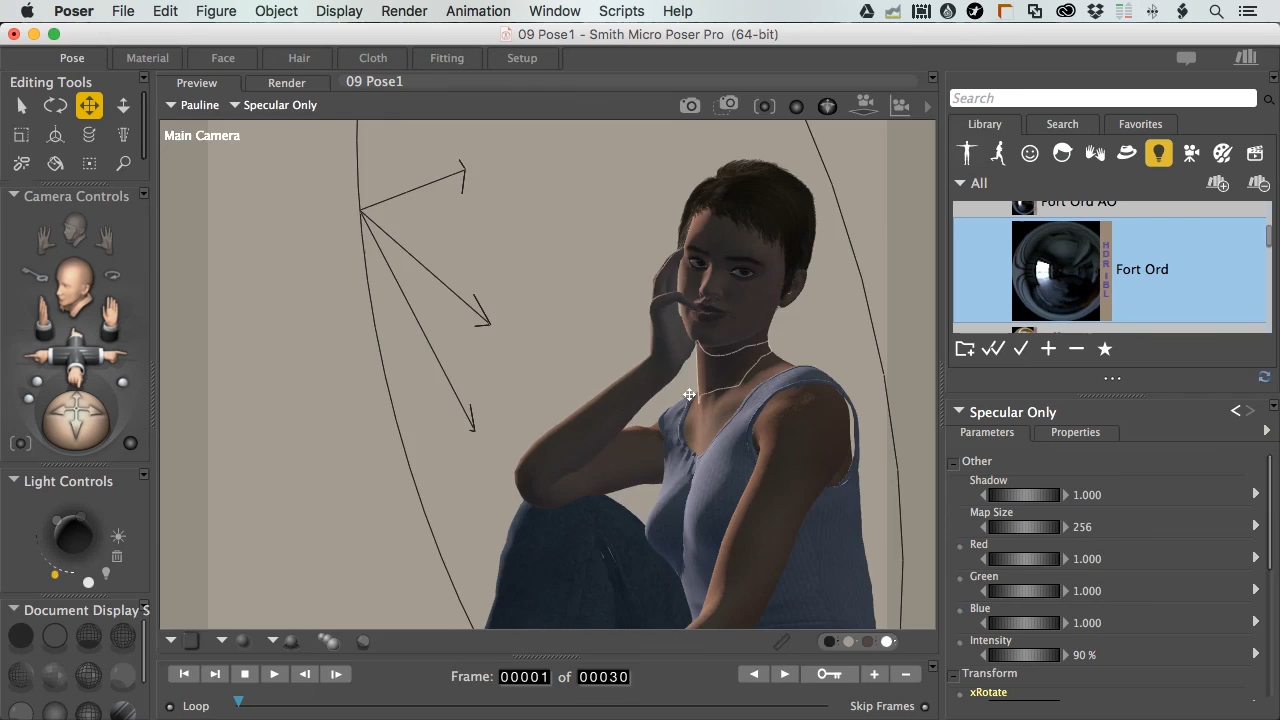 Poser File Edit Figure Object Display Render Animation Window Scripts Help
09 Pose1 - Smith Micro Poser Pro (64-bit)
Pose Material Face Hair Cloth Fitting Setup
Editing Tools
Camera Controls
Light Controls
Document Display S
Preview Render 09 Pose1
Pauline Specular Only
Main Camera
Frame: 00001 of 00030
Loop
Skip Frames
Search
Library Search Favorites
All
Fort Ord AO
HDR IBL
Fort Ord
...
Specular Only
Parameters Properties
Other
Shadow
1.000
Map Size
256
Red
1.000
Green
1.000
Blue
1.000
Intensity
90 %
Transform
xRotate